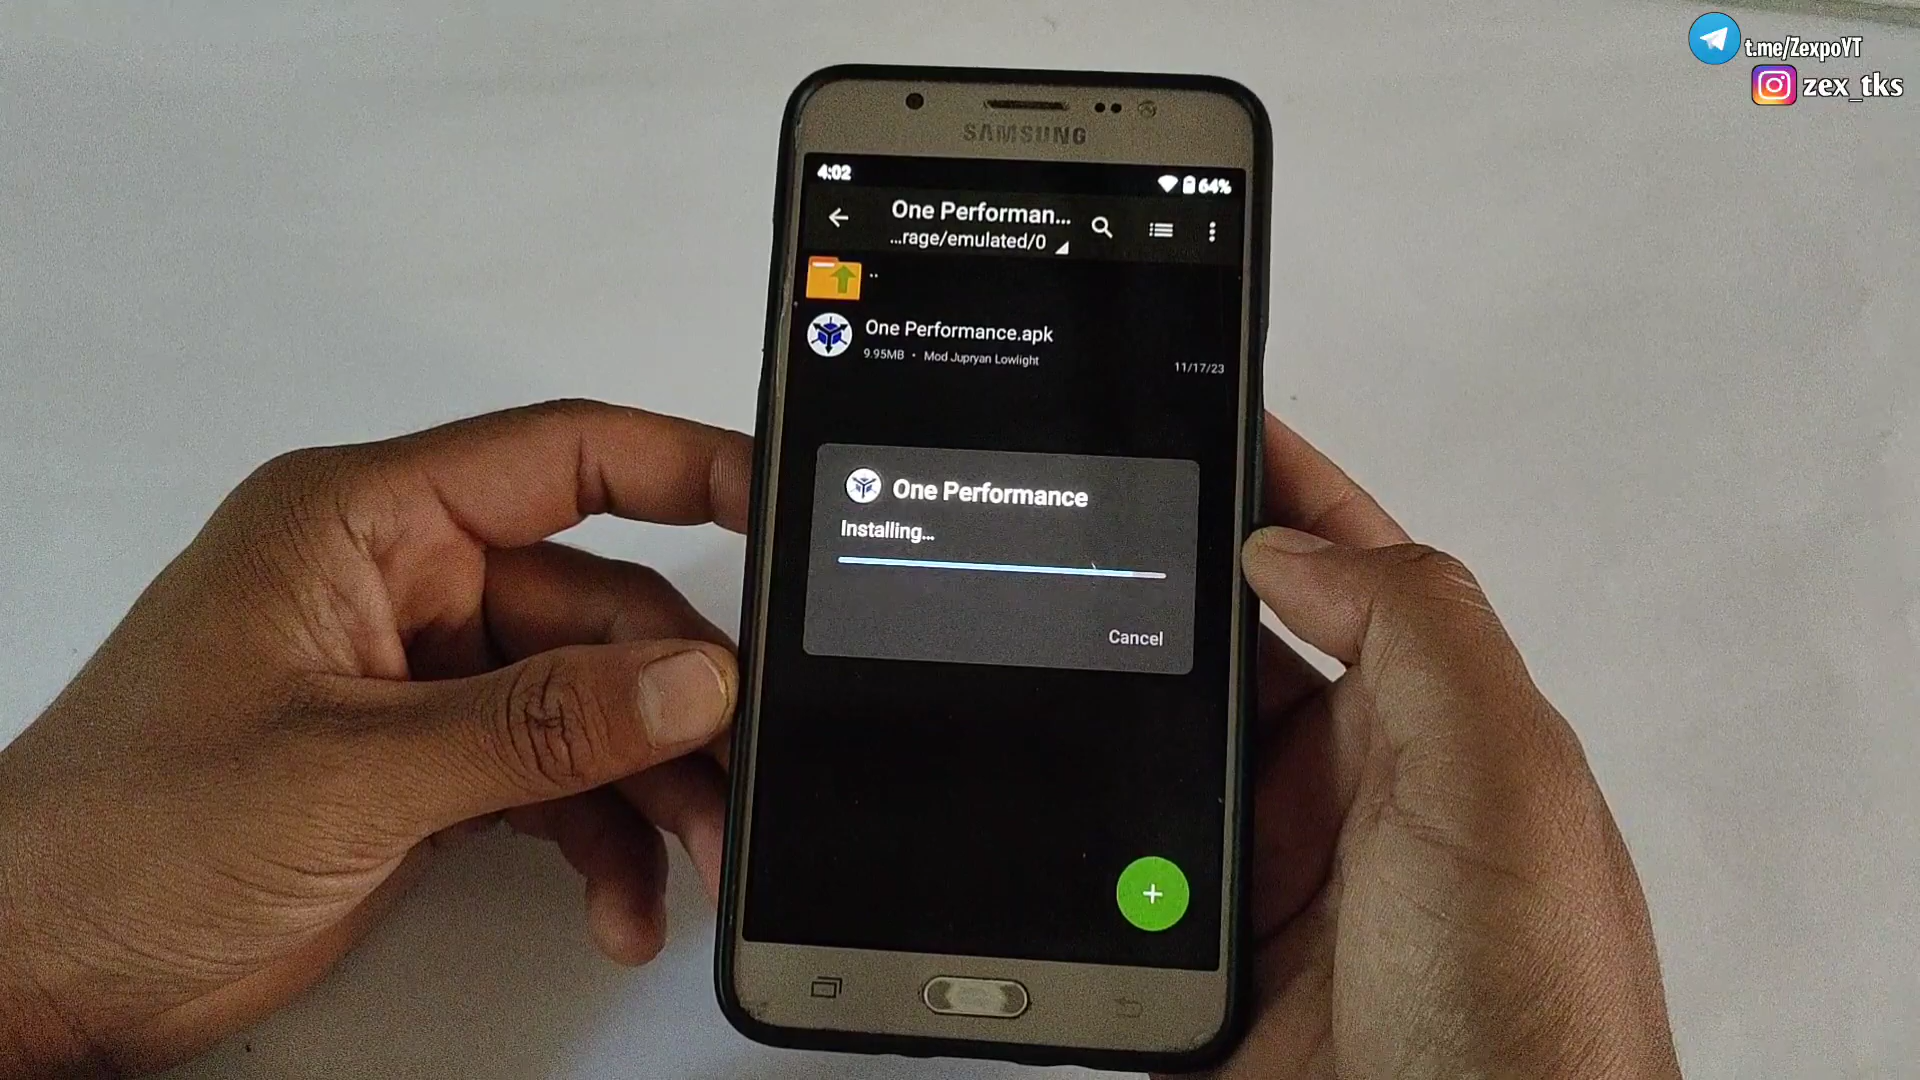 t.me/ZexpoYT
zex_tks
SAMSUNG
4:02
64%
One Performan...
...rage/emulated/0
..
One Performance.apk
9.95MB • Mod Jupryan Lowlight
11/17/23
One Performance
Installing...
Cancel
+